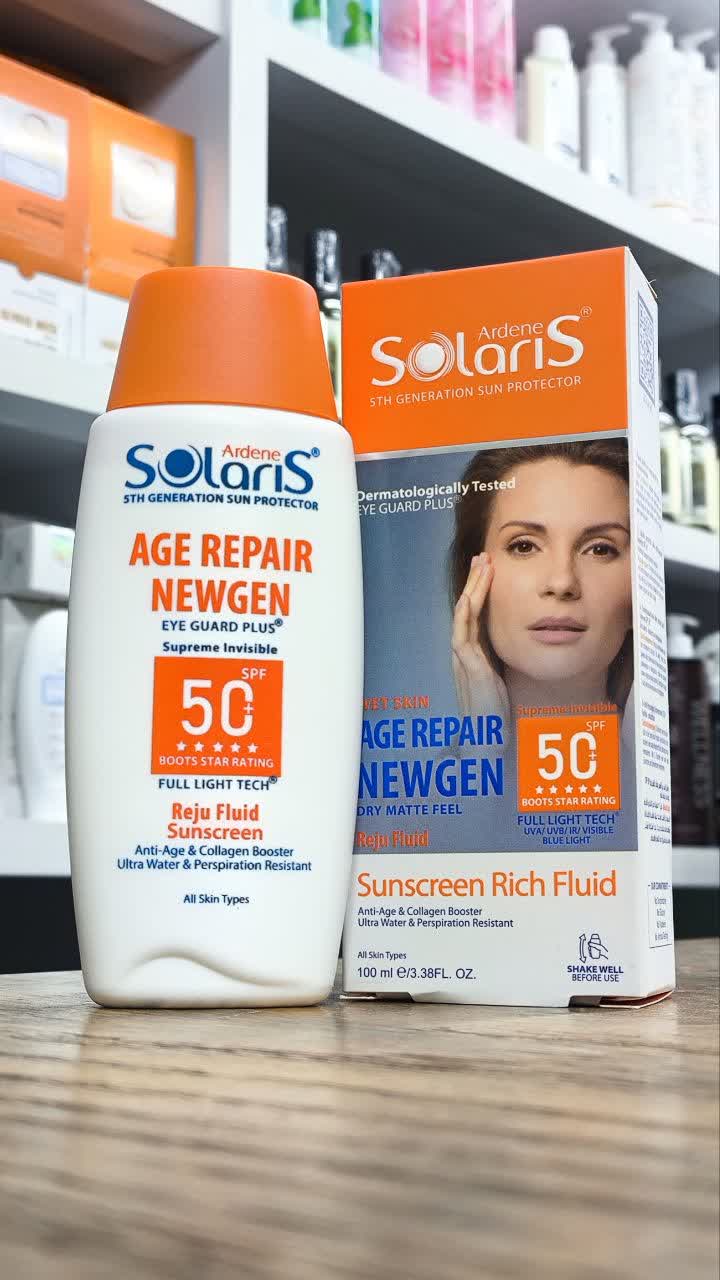 Ardene
SOLARIS®
5TH GENERATION SUN PROTECTOR
AGE REPAIR
NEWGEN
EYE GUARD PLUS®
Supreme Invisible
SPF
50+
BOOTS STAR RATING
FULL LIGHT TECH®
Reju Fluid
Sunscreen
Anti-Age & Collagen Booster
Ultra Water & Perspiration Resistant
All Skin Types
Ardene
SOLARIS®
5TH GENERATION SUN PROTECTOR
Dermatologically Tested
EYE GUARD PLUS®
WET SKIN
AGE REPAIR
NEWGEN
DRY MATTE FEEL
Reju Fluid
Supreme Invisible
SPF
50+
BOOTS STAR RATING
FULL LIGHT TECH®
UVA/ UVB/ IR/ VISIBLE
BLUE LIGHT
Sunscreen Rich Fluid
Anti-Age & Collagen Booster
Ultra Water & Perspiration Resistant
All Skin Types
100 ml ℮/3.38FL. OZ.
SHAKE WELL
BEFORE USE